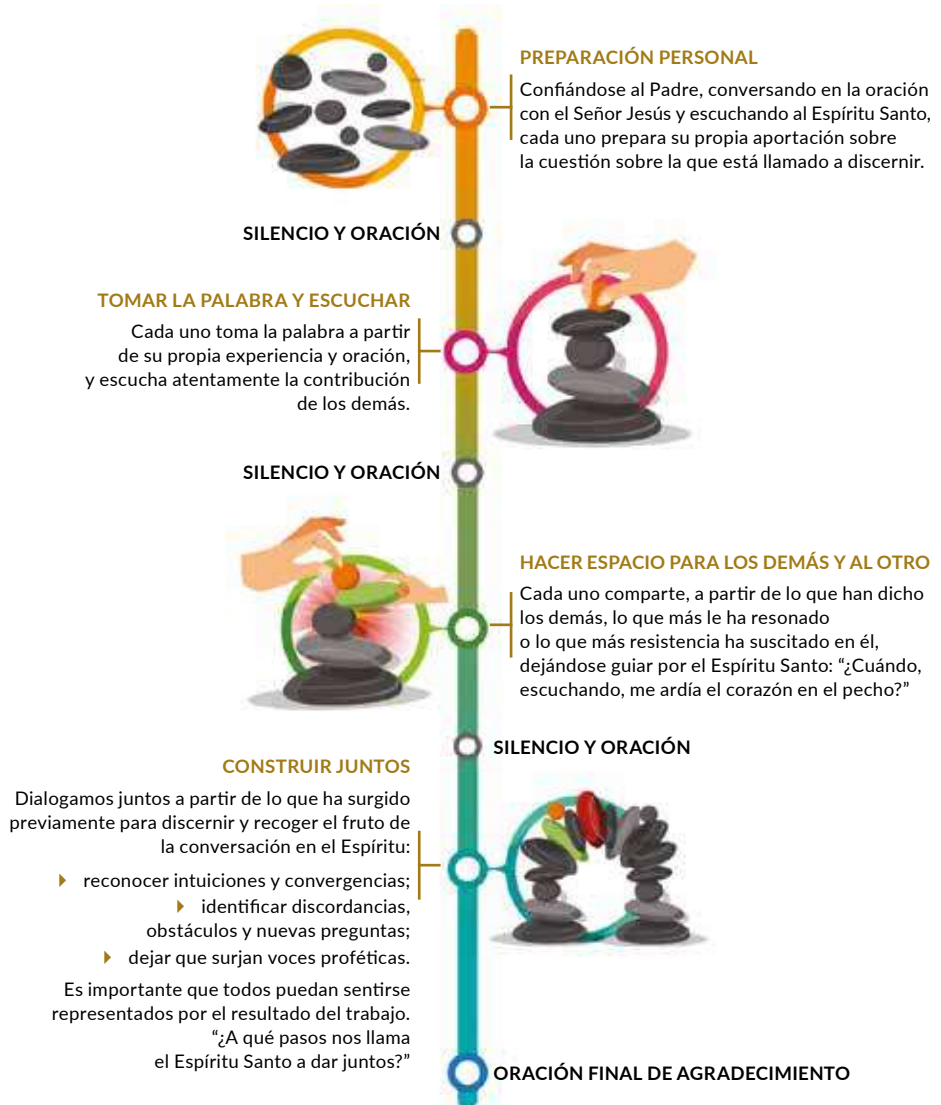 PREPARACIÓN PERSONAL
Confiándose al Padre, conversando en la oración
con el Señor Jesús y escuchando al Espíritu Santo,
cada uno prepara su propia aportación sobre
la cuestión sobre la que está llamado a discernir.
SILENCIO Y ORACIÓN
TOMAR LA PALABRA Y ESCUCHAR
Cada uno toma la palabra a partir
de su propia experiencia y oración,
y escucha atentamente la contribución
de los demás.
SILENCIO Y ORACIÓN
HACER ESPACIO PARA LOS DEMÁS Y AL OTRO
Cada uno comparte, a partir de lo que han dicho
los demás, lo que más le ha resonado
o lo que más resistencia ha suscitado en él,
dejándose guiar por el Espíritu Santo: “¿Cuándo,
escuchando, me ardía el corazón en el pecho?”
SILENCIO Y ORACIÓN
CONSTRUIR JUNTOS
Dialogamos juntos a partir de lo que ha surgido
previamente para discernir y recoger el fruto de
la conversación en el Espíritu:
reconocer intuiciones y convergencias;
identificar discordancias,
obstáculos y nuevas preguntas;
dejar que surjan voces proféticas.
Es importante que todos puedan sentirse
representados por el resultado del trabajo.
“¿A qué pasos nos llama
el Espíritu Santo a dar juntos?”
ORACIÓN FINAL DE AGRADECIMIENTO